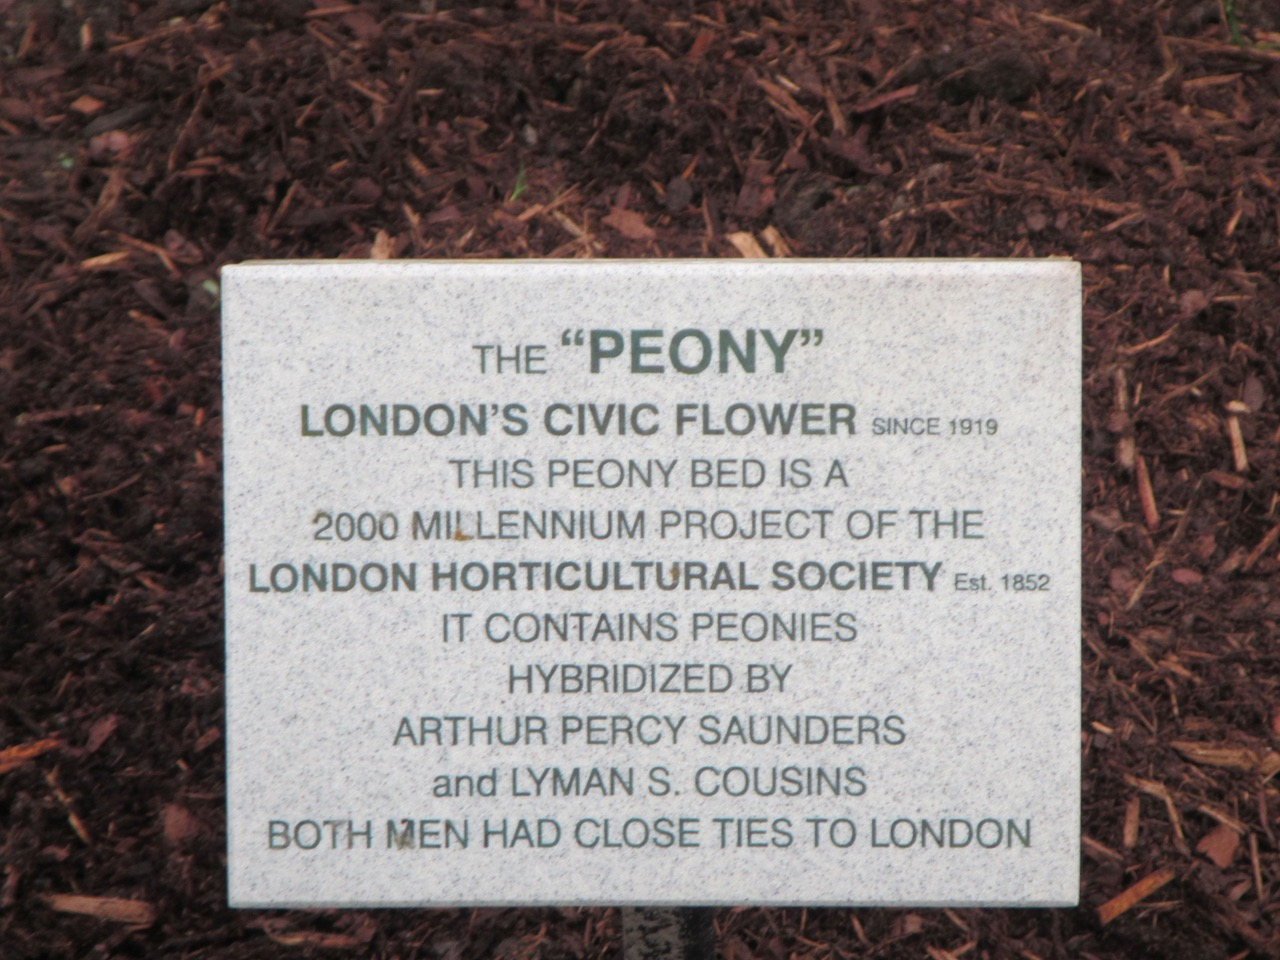 THE “PEONY”
LONDON’S CIVIC FLOWER SINCE 1919
THIS PEONY BED IS A
2000 MILLENNIUM PROJECT OF THE
LONDON HORTICULTURAL SOCIETY Est. 1852
IT CONTAINS PEONIES
HYBRIDIZED BY
ARTHUR PERCY SAUNDERS
and LYMAN S. COUSINS
BOTH MEN HAD CLOSE TIES TO LONDON